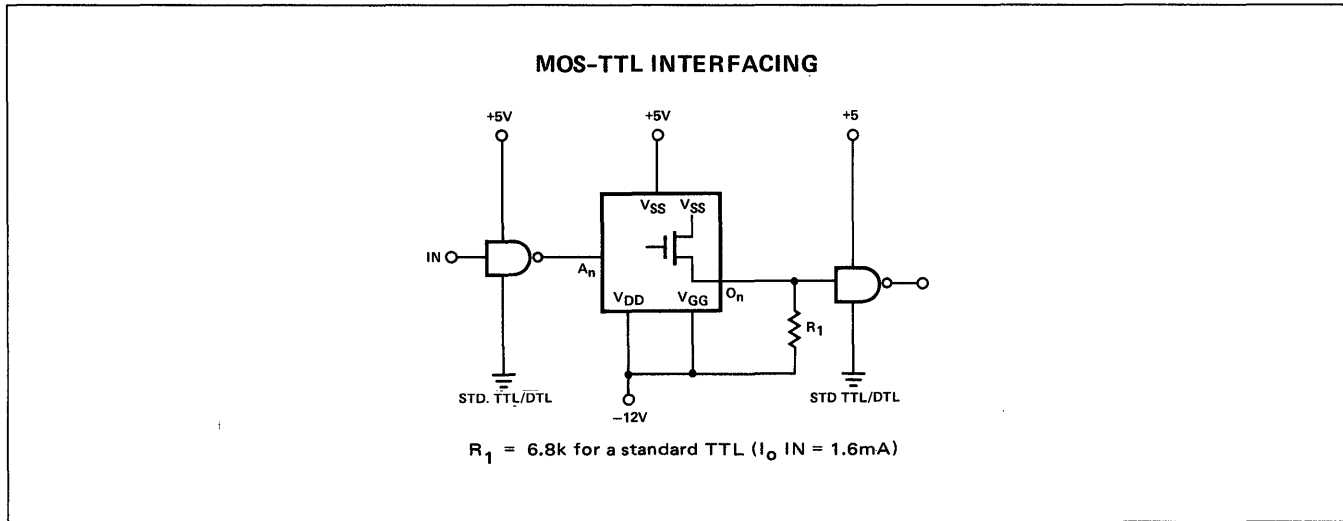 MOS-TTL INTERFACING
+5V
+5V
+5
VSS VSS
IN
An
VDD VGG
On
R1
STD. TTL/DTL
-12V
STD TTL/DTL
R1 = 6.8k for a standard TTL (Io IN = 1.6mA)